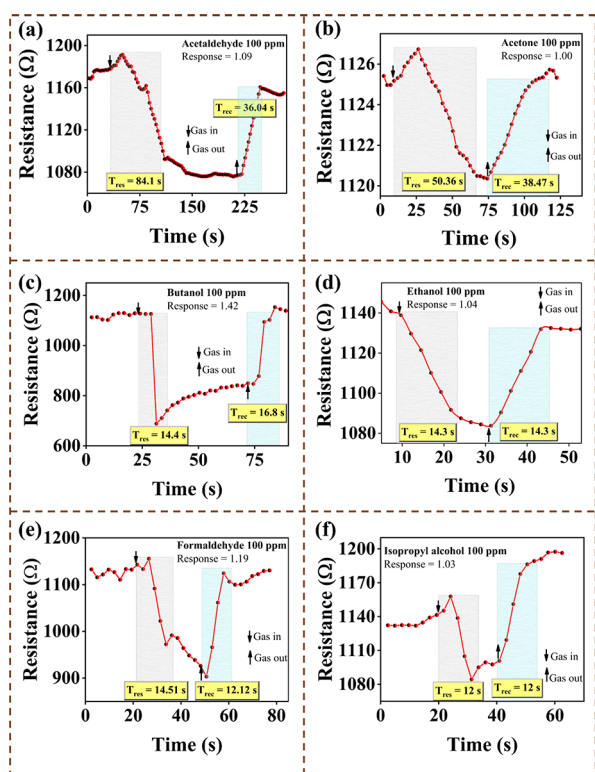 (a)
Acetaldehyde 100 ppm
Response = 1.09
Resistance (Ω)
1200
1160
1120
1080
T_rec = 36.04 s
Gas in
Gas out
T_res = 84.1 s
0 75 150 225
Time (s)
(b)
Acetone 100 ppm
Response = 1.00
Resistance (Ω)
1126
1124
1122
1120
Gas in
Gas out
T_res = 50.36 s
T_rec = 38.47 s
0 25 50 75 100 125
Time (s)
(c)
Butanol 100 ppm
Response = 1.42
Resistance (Ω)
1200
1000
800
600
Gas in
Gas out
T_rec = 16.8 s
T_res = 14.4 s
0 25 50 75
Time (s)
(d)
Ethanol 100 ppm
Response = 1.04
Resistance (Ω)
1140
1120
1100
1080
Gas in
Gas out
T_res = 14.3 s
T_rec = 14.3 s
10 20 30 40 50
Time (s)
(e)
Formaldehyde 100 ppm
Response = 1.19
Resistance (Ω)
1200
1100
1000
900
Gas in
Gas out
T_res = 14.51 s
T_rec = 12.12 s
0 20 40 60 80
Time (s)
(f)
Isopropyl alcohol 100 ppm
Response = 1.03
Resistance (Ω)
1200
1170
1140
1110
1080
Gas in
Gas out
T_res = 12 s
T_rec = 12 s
0 20 40 60
Time (s)